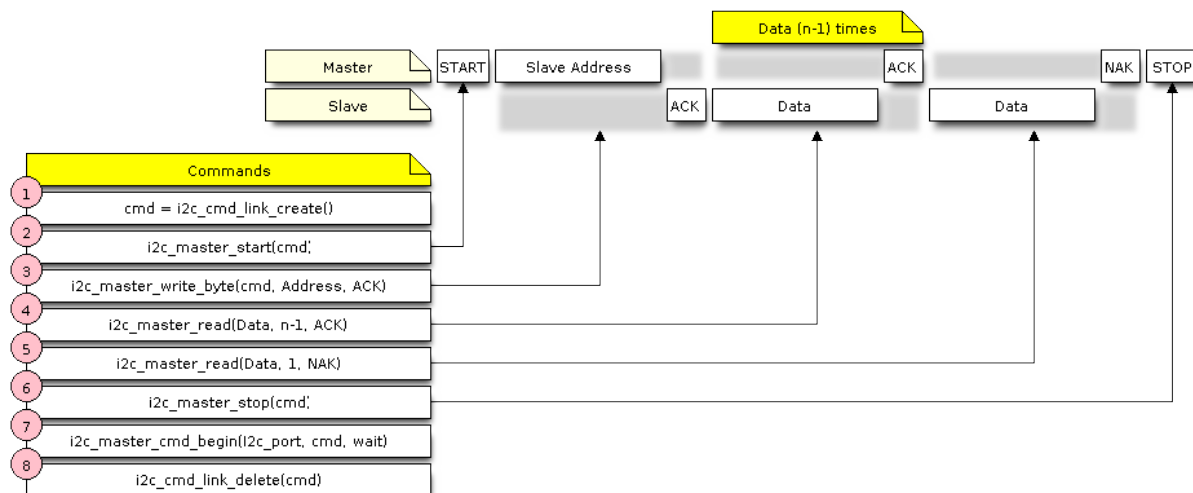 Data (n-1) times
Master START Slave Address ACK NAK STOP
Slave ACK Data Data
Commands
1
cmd = i2c_cmd_link_create()
2
i2c_master_start(cmd;
3
i2c_master_write_byte(cmd, Address, ACK)
4
i2c_master_read(Data, n-1, ACK)
5
i2c_master_read(Data, 1, NAK)
6
i2c_master_stop(cmd;
7
i2c_master_cmd_begin(I2c_port, cmd, wait)
8
i2c_cmd_link_delete(cmd)